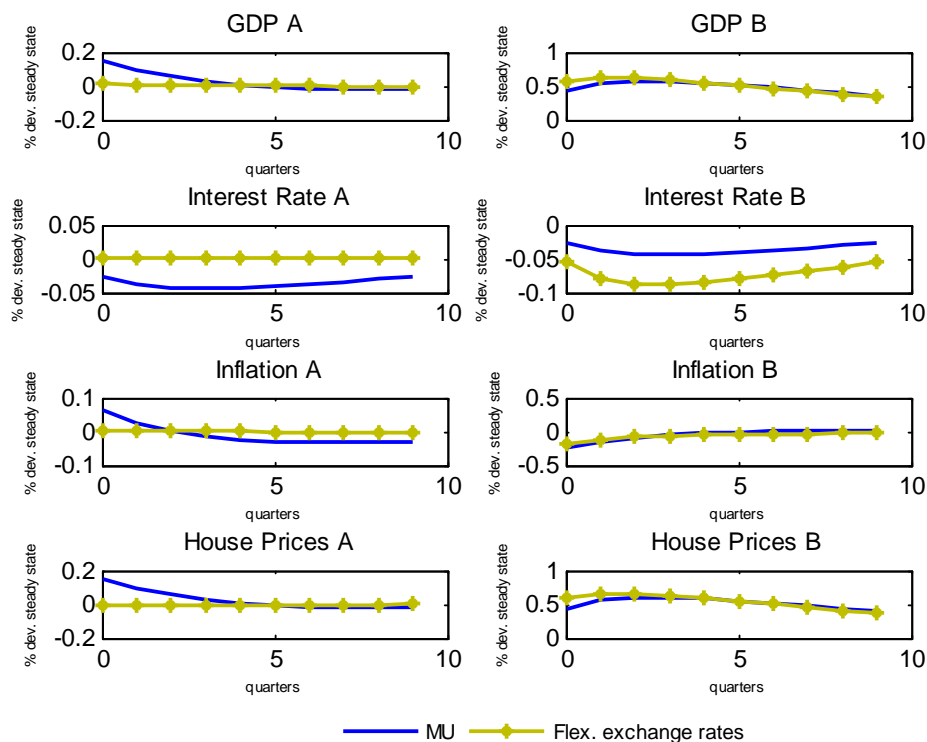 GDP A
GDP B
% dev. steady state
0.2
0
-0.2
0
5
10
quarters
% dev. steady state
1
0.5
0
0
5
10
quarters
Interest Rate A
Interest Rate B
% dev. steady state
0.05
0
-0.05
0
5
10
quarters
% dev. steady state
0
-0.05
-0.1
0
5
10
quarters
Inflation A
Inflation B
% dev. steady state
0.1
0
-0.1
0
5
10
quarters
% dev. steady state
0.5
0
-0.5
0
5
10
quarters
House Prices A
House Prices B
% dev. steady state
0.2
0
-0.2
0
5
10
quarters
% dev. steady state
1
0.5
0
0
5
10
quarters
MU
Flex. exchange rates